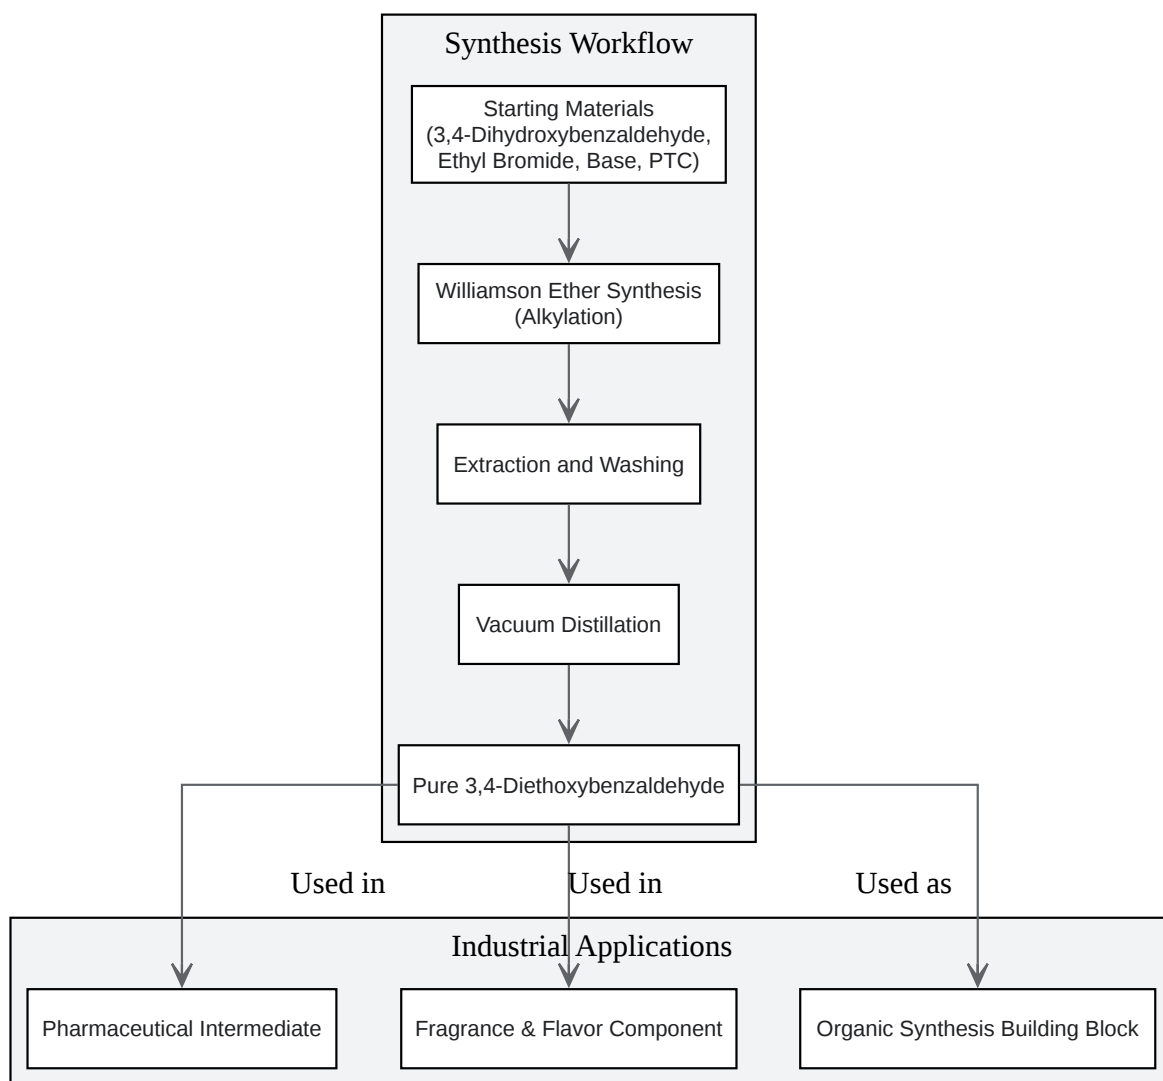 Synthesis Workflow
Starting Materials
(3,4-Dihydroxybenzaldehyde,
Ethyl Bromide, Base, PTC)
Williamson Ether Synthesis
(Alkylation)
Extraction and Washing
Vacuum Distillation
Pure 3,4-Diethoxybenzaldehyde
Used in
Used in
Used as
Industrial Applications
Pharmaceutical Intermediate
Fragrance & Flavor Component
Organic Synthesis Building Block